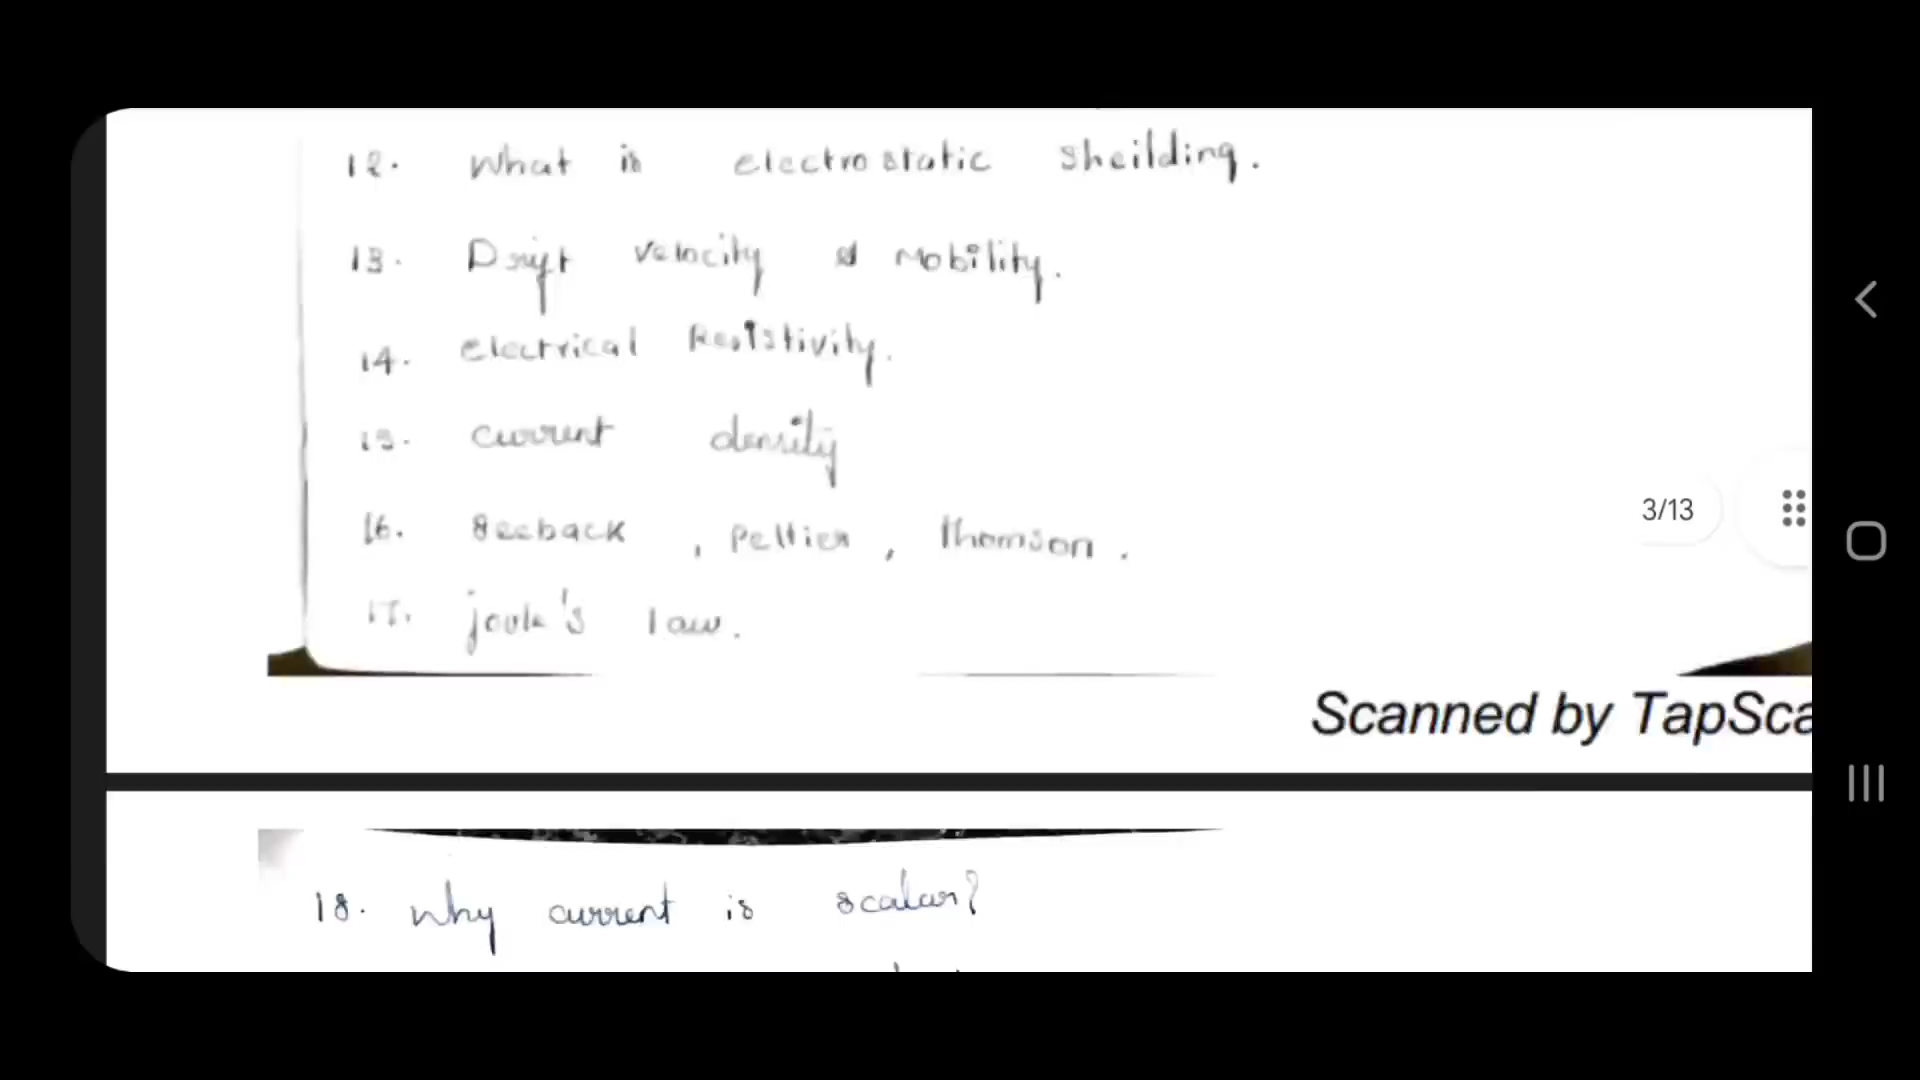 12. What is electrostatic sheilding.
13. Drift velocity & Mobility.
14. electrical Resistivity.
15. current density
16. Seeback, Peltier, Thomson.
17. joule's law.
3/13
Scanned by TapSca
18. Why current is scalar?